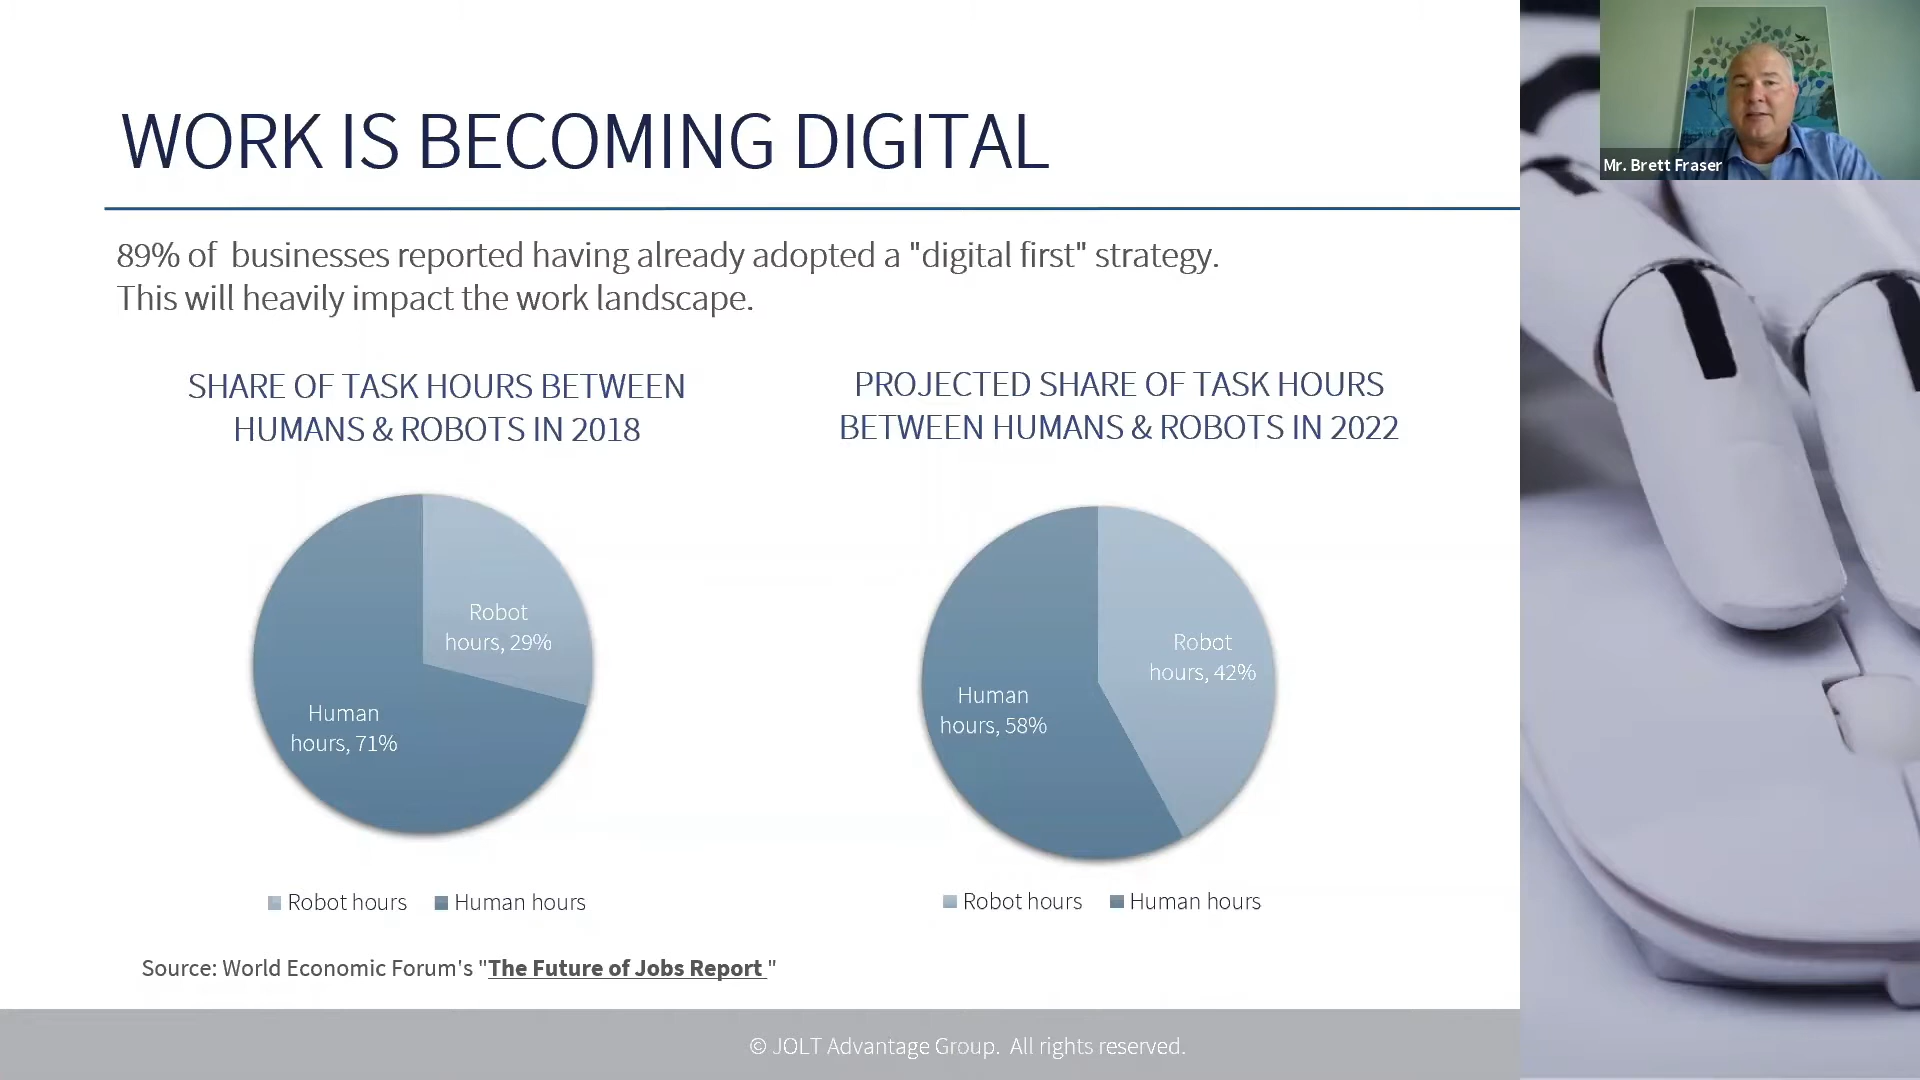 WORK IS BECOMING DIGITAL
Mr. Brett Fraser
89% of  businesses reported having already adopted a "digital first" strategy.
This will heavily impact the work landscape.
SHARE OF TASK HOURS BETWEEN
HUMANS & ROBOTS IN 2018
Robot
hours, 29%
Human
hours, 71%
Robot hours Human hours
PROJECTED SHARE OF TASK HOURS
BETWEEN HUMANS & ROBOTS IN 2022
Robot
hours, 42%
Human
hours, 58%
Robot hours Human hours
Source: World Economic Forum's "The Future of Jobs Report "
© JOLT Advantage Group.  All rights reserved.